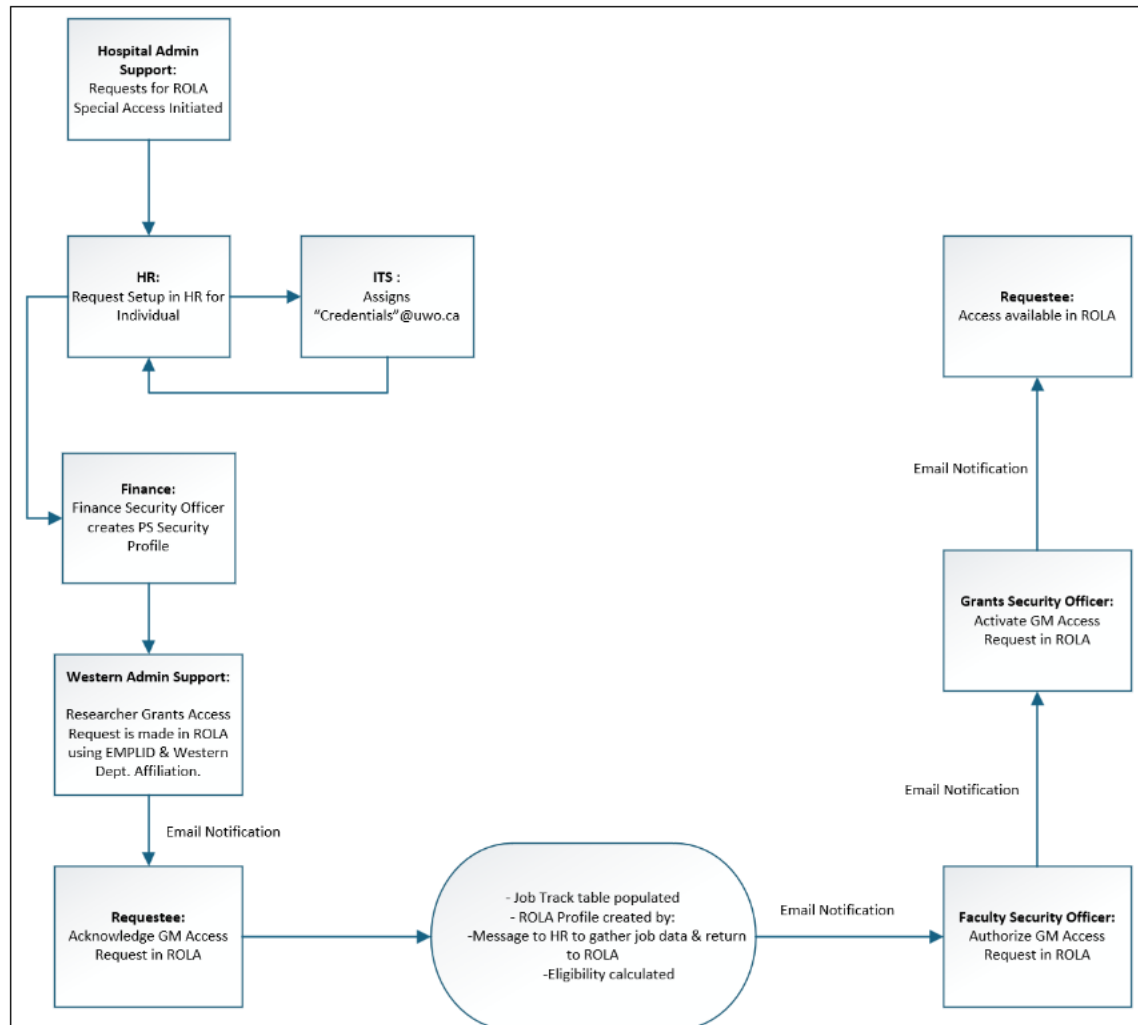 Hospital Admin
Support:
Requests for ROLA
Special Access Initiated
HR:
Request Setup in HR for
Individual
ITS :
Assigns
“Credentials”@uwo.ca
Requestee:
Access available in ROLA
Email Notification
Finance:
Finance Security Officer
creates PS Security
Profile
Grants Security Officer:
Activate GM Access
Request in ROLA
Western Admin Support:
Researcher Grants Access
Request is made in ROLA
using EMPLID & Western
Dept. Affiliation.
Email Notification
Email Notification
Requestee:
Acknowledge GM Access
Request in ROLA
- Job Track table populated
- ROLA Profile created by:
-Message to HR to gather job data & return
to ROLA
-Eligibility calculated
Email Notification
Faculty Security Officer:
Authorize GM Access
Request in ROLA